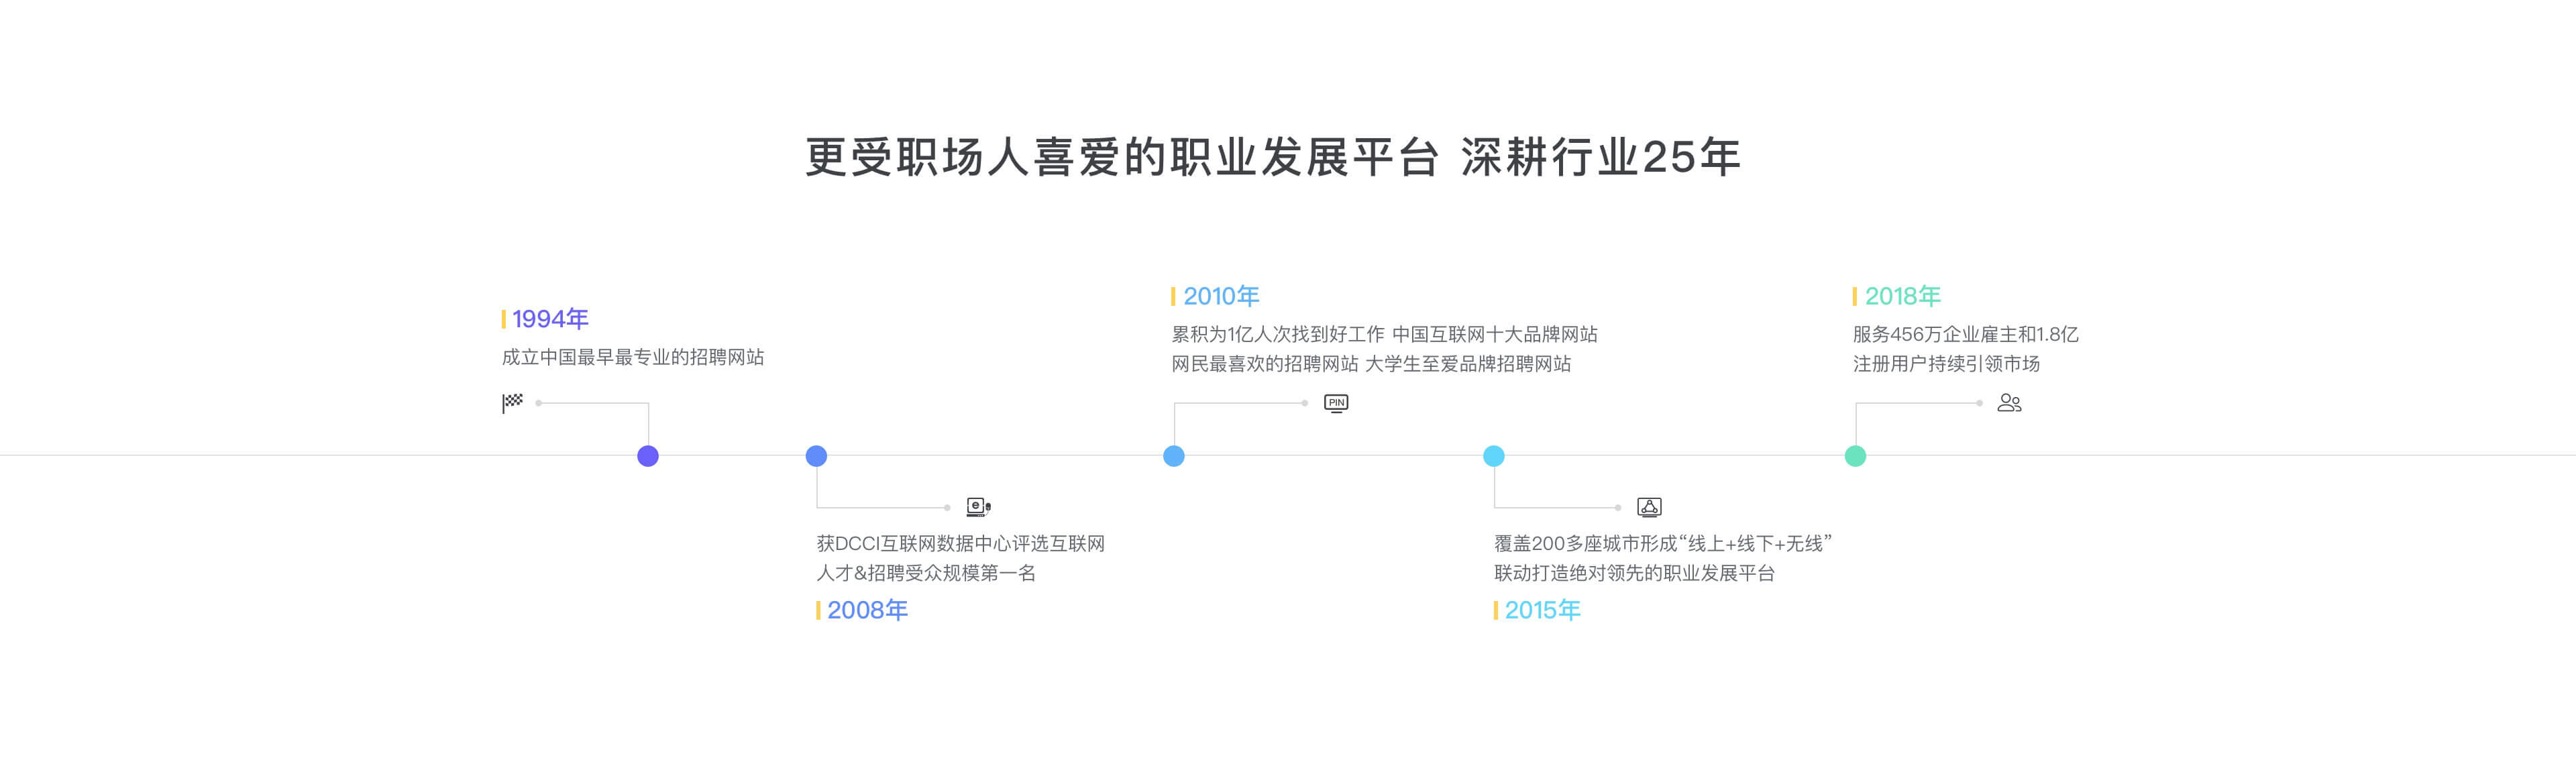 更受职场人喜爱的职业发展平台 深耕行业25年
1994年
成立中国最早最专业的招聘网站
获DCCI互联网数据中心评选互联网
人才&招聘受众规模第一名
2008年
2010年
累积为1亿人次找到好工作 中国互联网十大品牌网站
网民最喜欢的招聘网站 大学生至爱品牌招聘网站
PIN
覆盖200多座城市形成“线上+线下+无线”
联动打造绝对领先的职业发展平台
2015年
2018年
服务456万企业雇主和1.8亿
注册用户持续引领市场